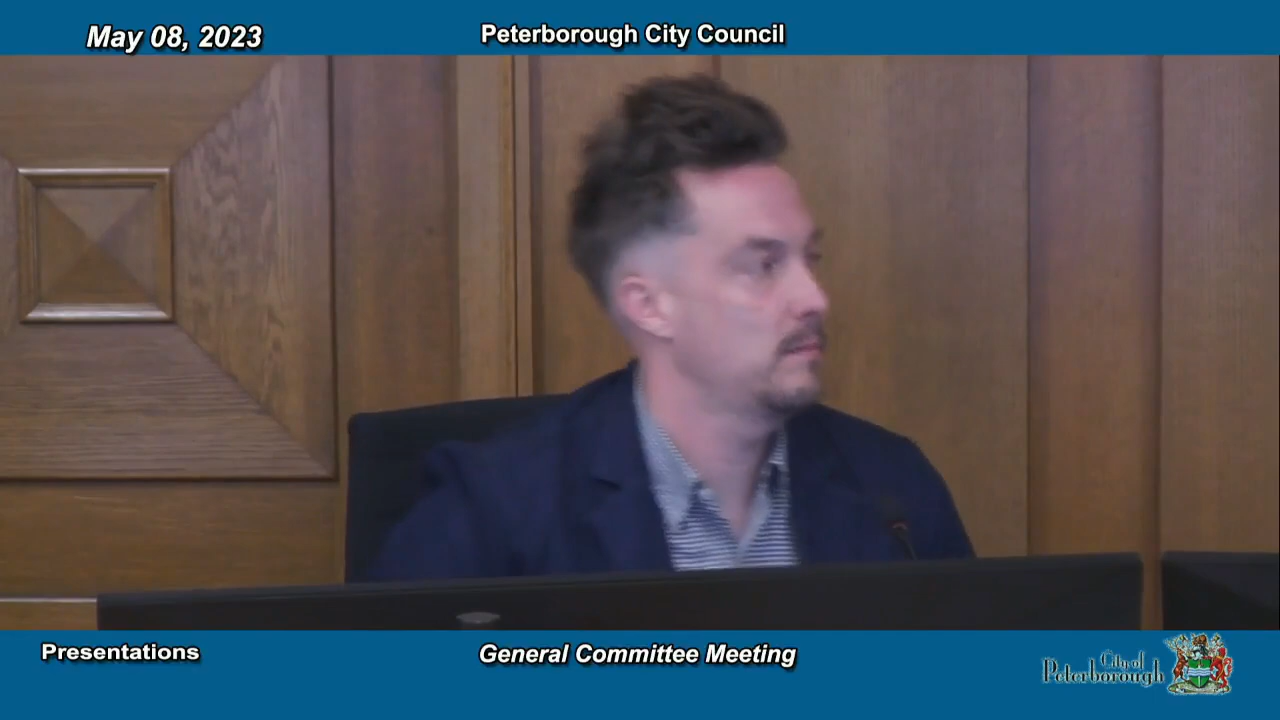 May 08, 2023
Peterborough City Council
Presentations
General Committee Meeting
City of
Peterborough